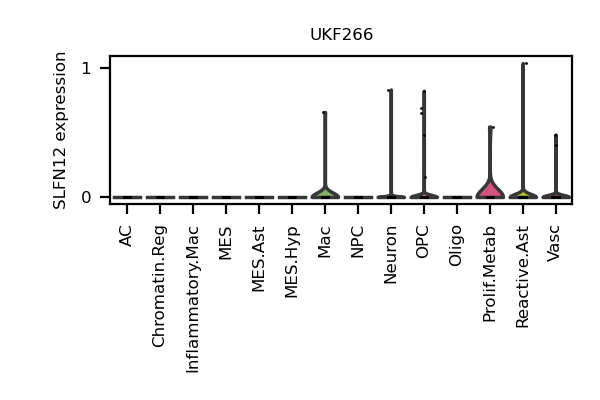 UKF266
SLFN12 expression
1
0
AC
Chromatin.Reg
Inflammatory.Mac
MES
MES.Ast
MES.Hyp
Mac
NPC
Neuron
OPC
Oligo
Prolif.Metab
Reactive.Ast
Vasc